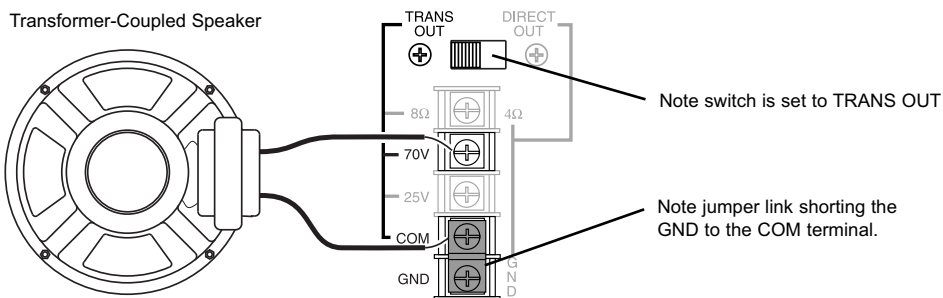 Transformer-Coupled Speaker
TRANS
OUT
DIRECT
OUT
Note switch is set to TRANS OUT
8Ω
4Ω
70V
25V
Note jumper link shorting the
GND to the COM terminal.
COM
GND
G
N
D